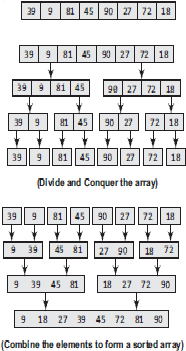 39 9 81 45 90 27 72 18
39 9 81 45 90 27 72 18
39 9 81 45 90 27 72 18
39 9 81 45 90 27 72 18
39 9 81 45 90 27 72 18
(Divide and Conquer the array)
39 9 81 45 90 27 72 18
9 39 45 81 27 90 18 72
9 39 45 81 18 27 72 90
9 18 27 39 45 72 81 90
(Combine the elements to form a sorted array)